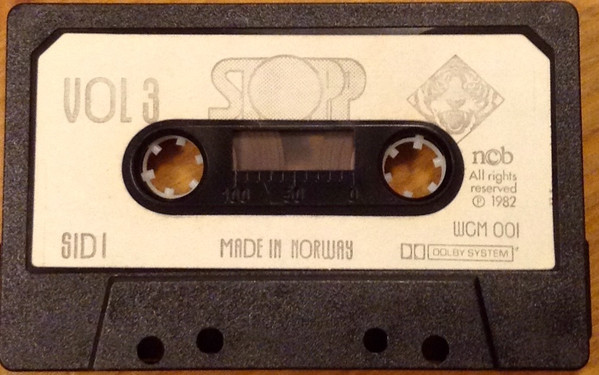 VOL 3
STOPP
ncb
All rights
reserved
℗ 1982
WCM 001
100 50 0
SID 1
MADE IN NORWAY
DOLBY SYSTEM